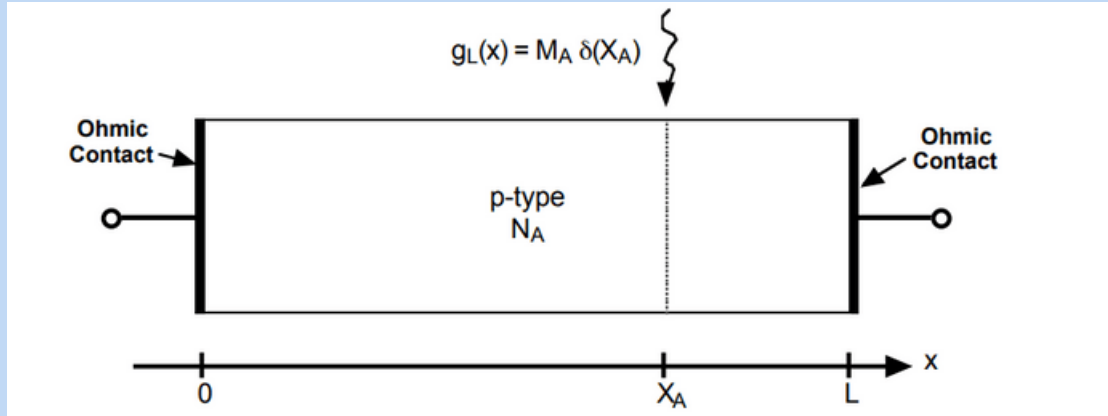 gL(x) = MA δ(XA)
Ohmic
Contact
Ohmic
Contact
p-type
NA
x
0
XA
L